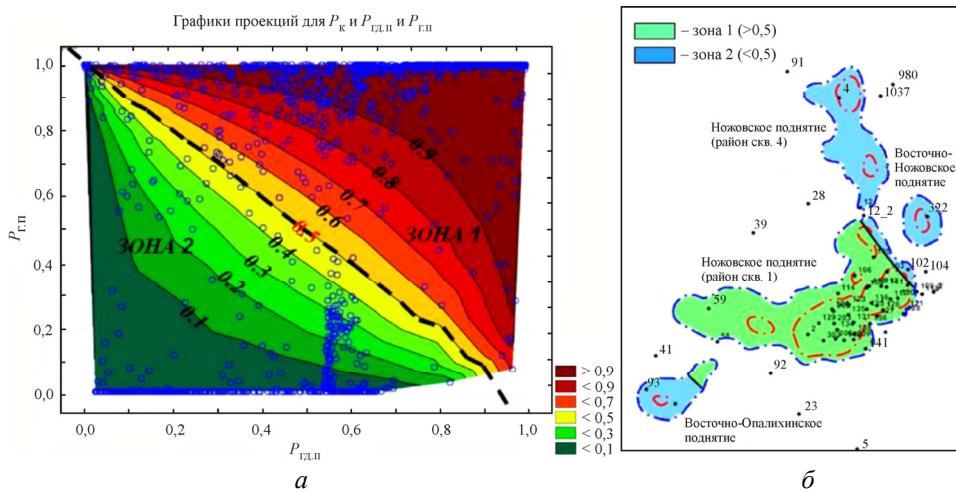 Графики проекций для Pк и Pгд.п и Pг.п
1,0
0,8
0,6
0,4
0,2
0,0
Pг.п
0,0 0,2 0,4 0,6 0,8 1,0
Pгд.п
ЗОНА 1
ЗОНА 2
0.9
0.8
0.7
0.6
0.5
0.4
0.3
0.2
0.1
> 0,9
< 0,9
< 0,7
< 0,5
< 0,3
< 0,1
а
– зона 1 (>0,5)
– зона 2 (<0,5)
91
980
4
1037
Ножовское поднятие
(район скв. 4)
Восточно-
Ножовское
поднятие
28
12_2
322
39
102
104
Ножовское поднятие
(район скв. 1)
106
114
59
129
41
92
93
23
Восточно-Опалихинское
поднятие
5
б